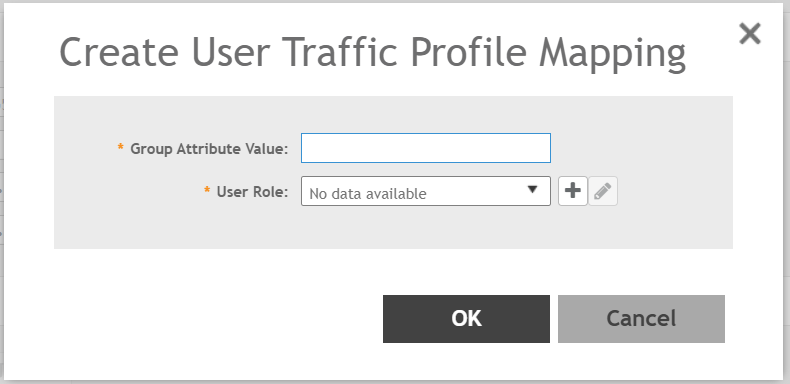 Create User Traffic Profile Mapping
* Group Attribute Value:
* User Role: No data available
OK Cancel